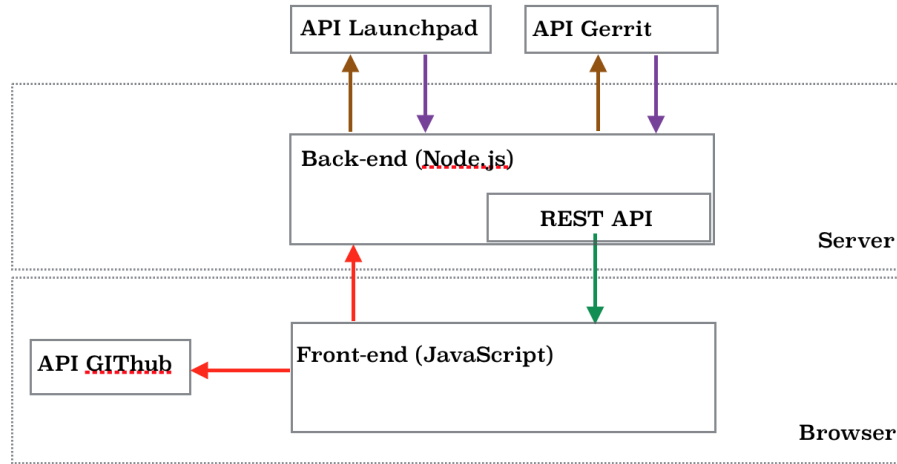 API Launchpad
API Gerrit
Back-end (Node.js)
REST API
Server
Front-end (JavaScript)
API GIThub
Browser